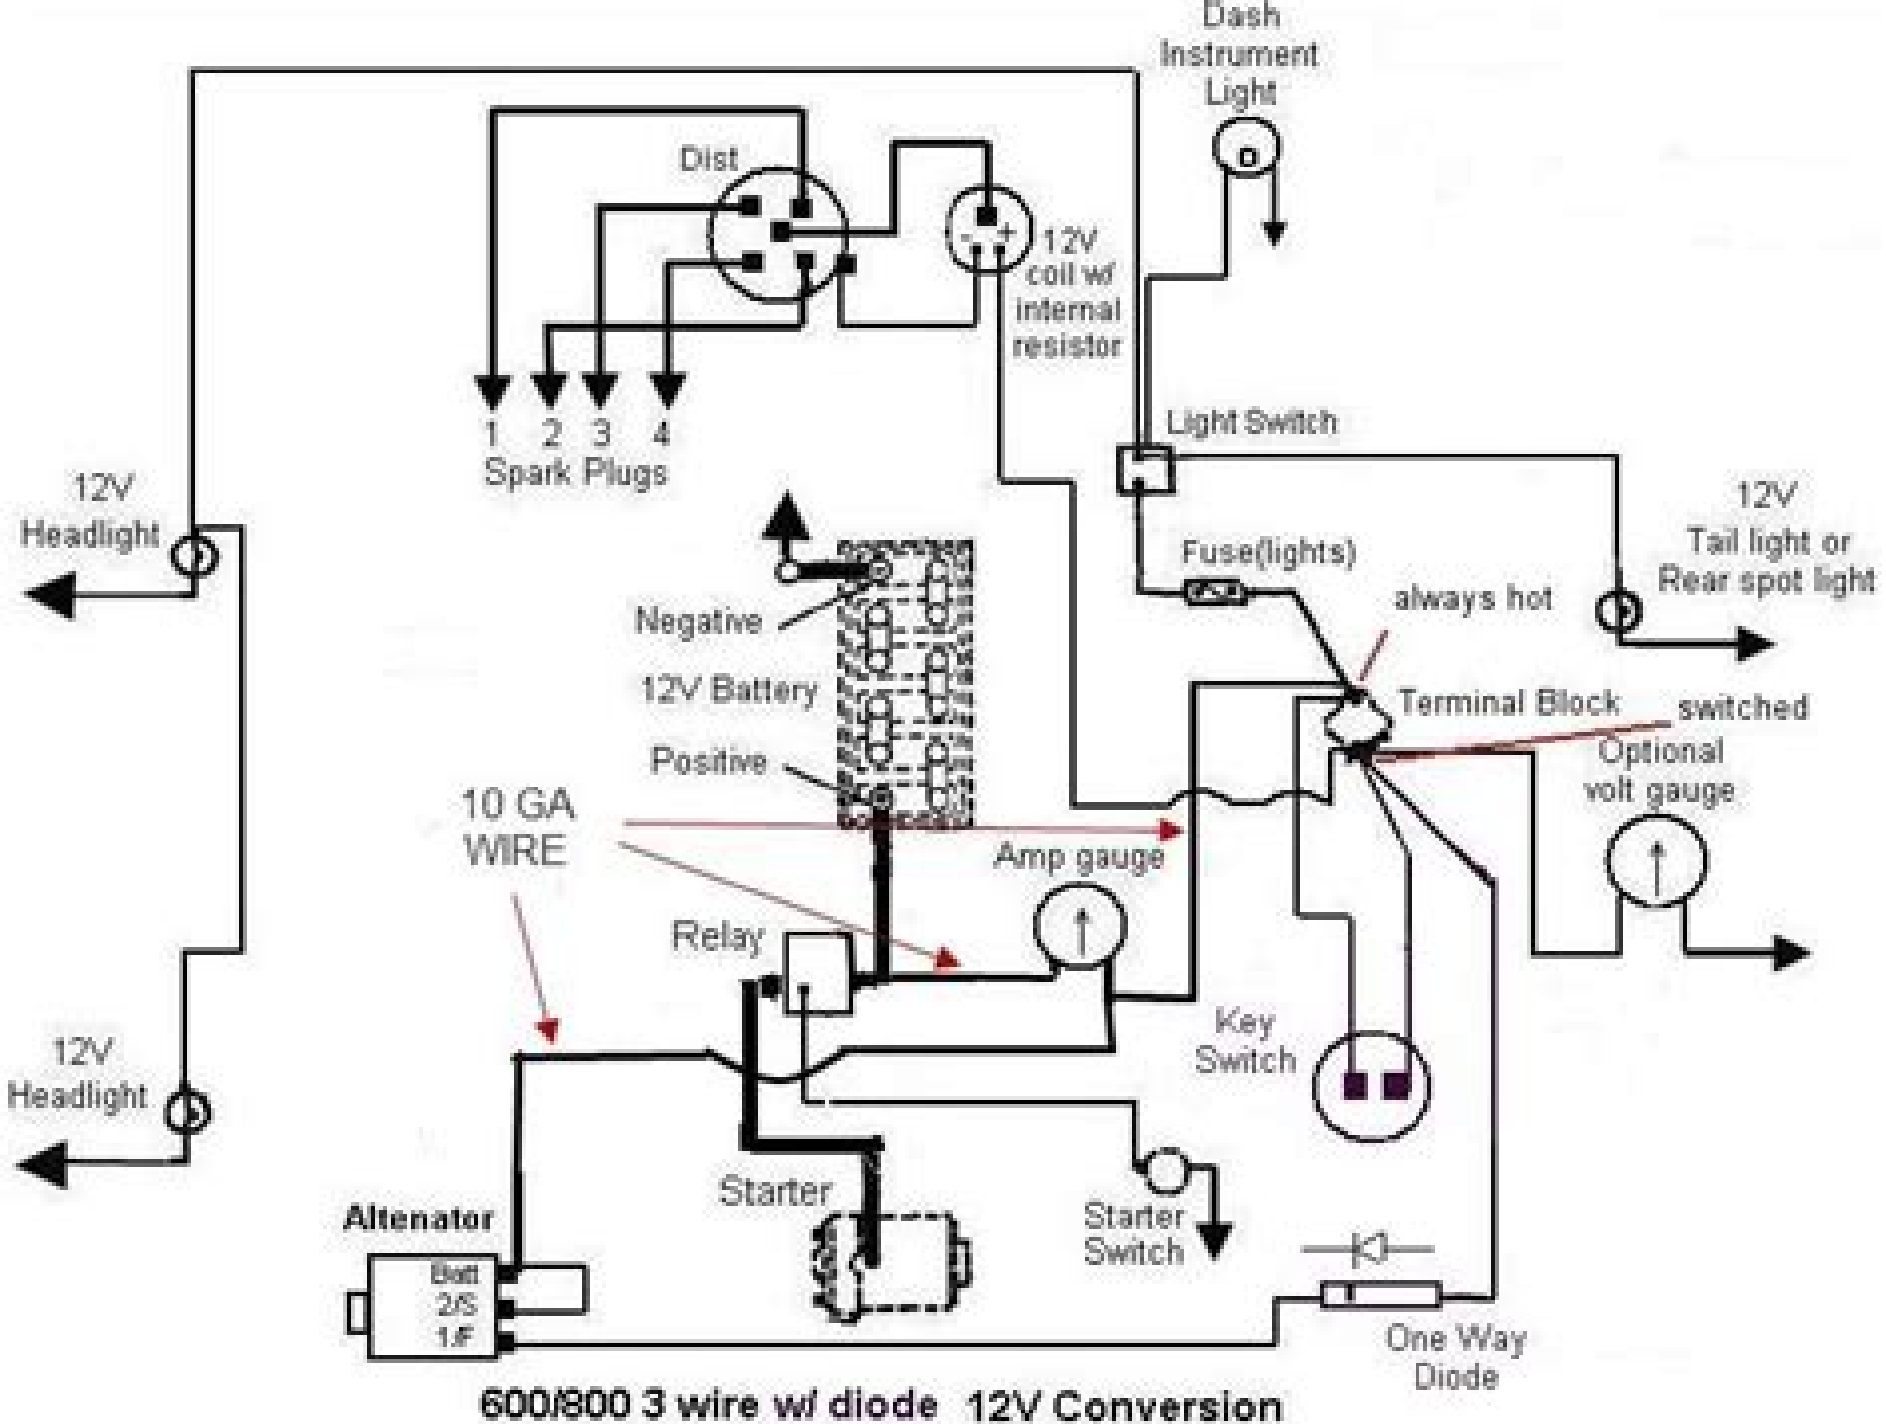 Dash
Instrument
Light
Dist
- +
12V
coil w/
internal
resistor
Light Switch
1 2 3 4
Spark Plugs
12V
Headlight
12V
Tail light or
Rear spot light
Fuse(lights)
always hot
Negative
12V Battery
Positive
Terminal Block
switched
Optional
volt gauge
10 GA
WIRE
Amp gauge
Relay
Key
Switch
12V
Headlight
Starter
Starter
Switch
Altenator
Batt
2/S
1/F
One Way
Diode
600/800 3 wire w/ diode 12V Conversion